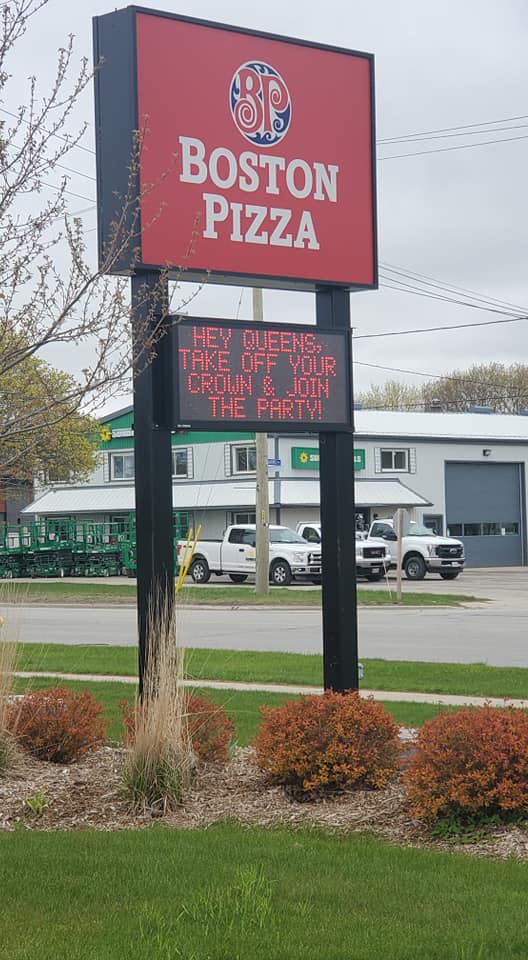 BP
BOSTON
PIZZA
HEY QUEENS,
TAKE OFF YOUR
CROWN & JOIN
THE PARTY!